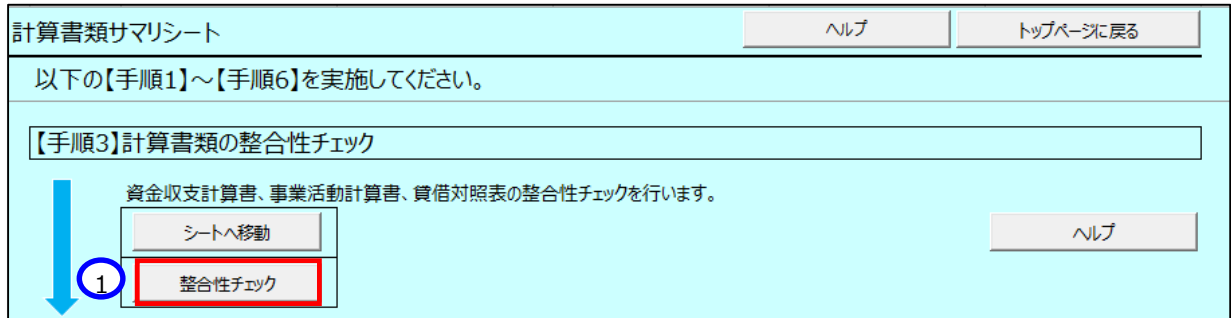 計算書類サマリシート
ヘルプ
トップページに戻る
以下の【手順1】～【手順6】を実施してください。
【手順3】計算書類の整合性チェック
資金収支計算書、事業活動計算書、貸借対照表の整合性チェックを行います。
シートへ移動
ヘルプ
1
整合性チェック